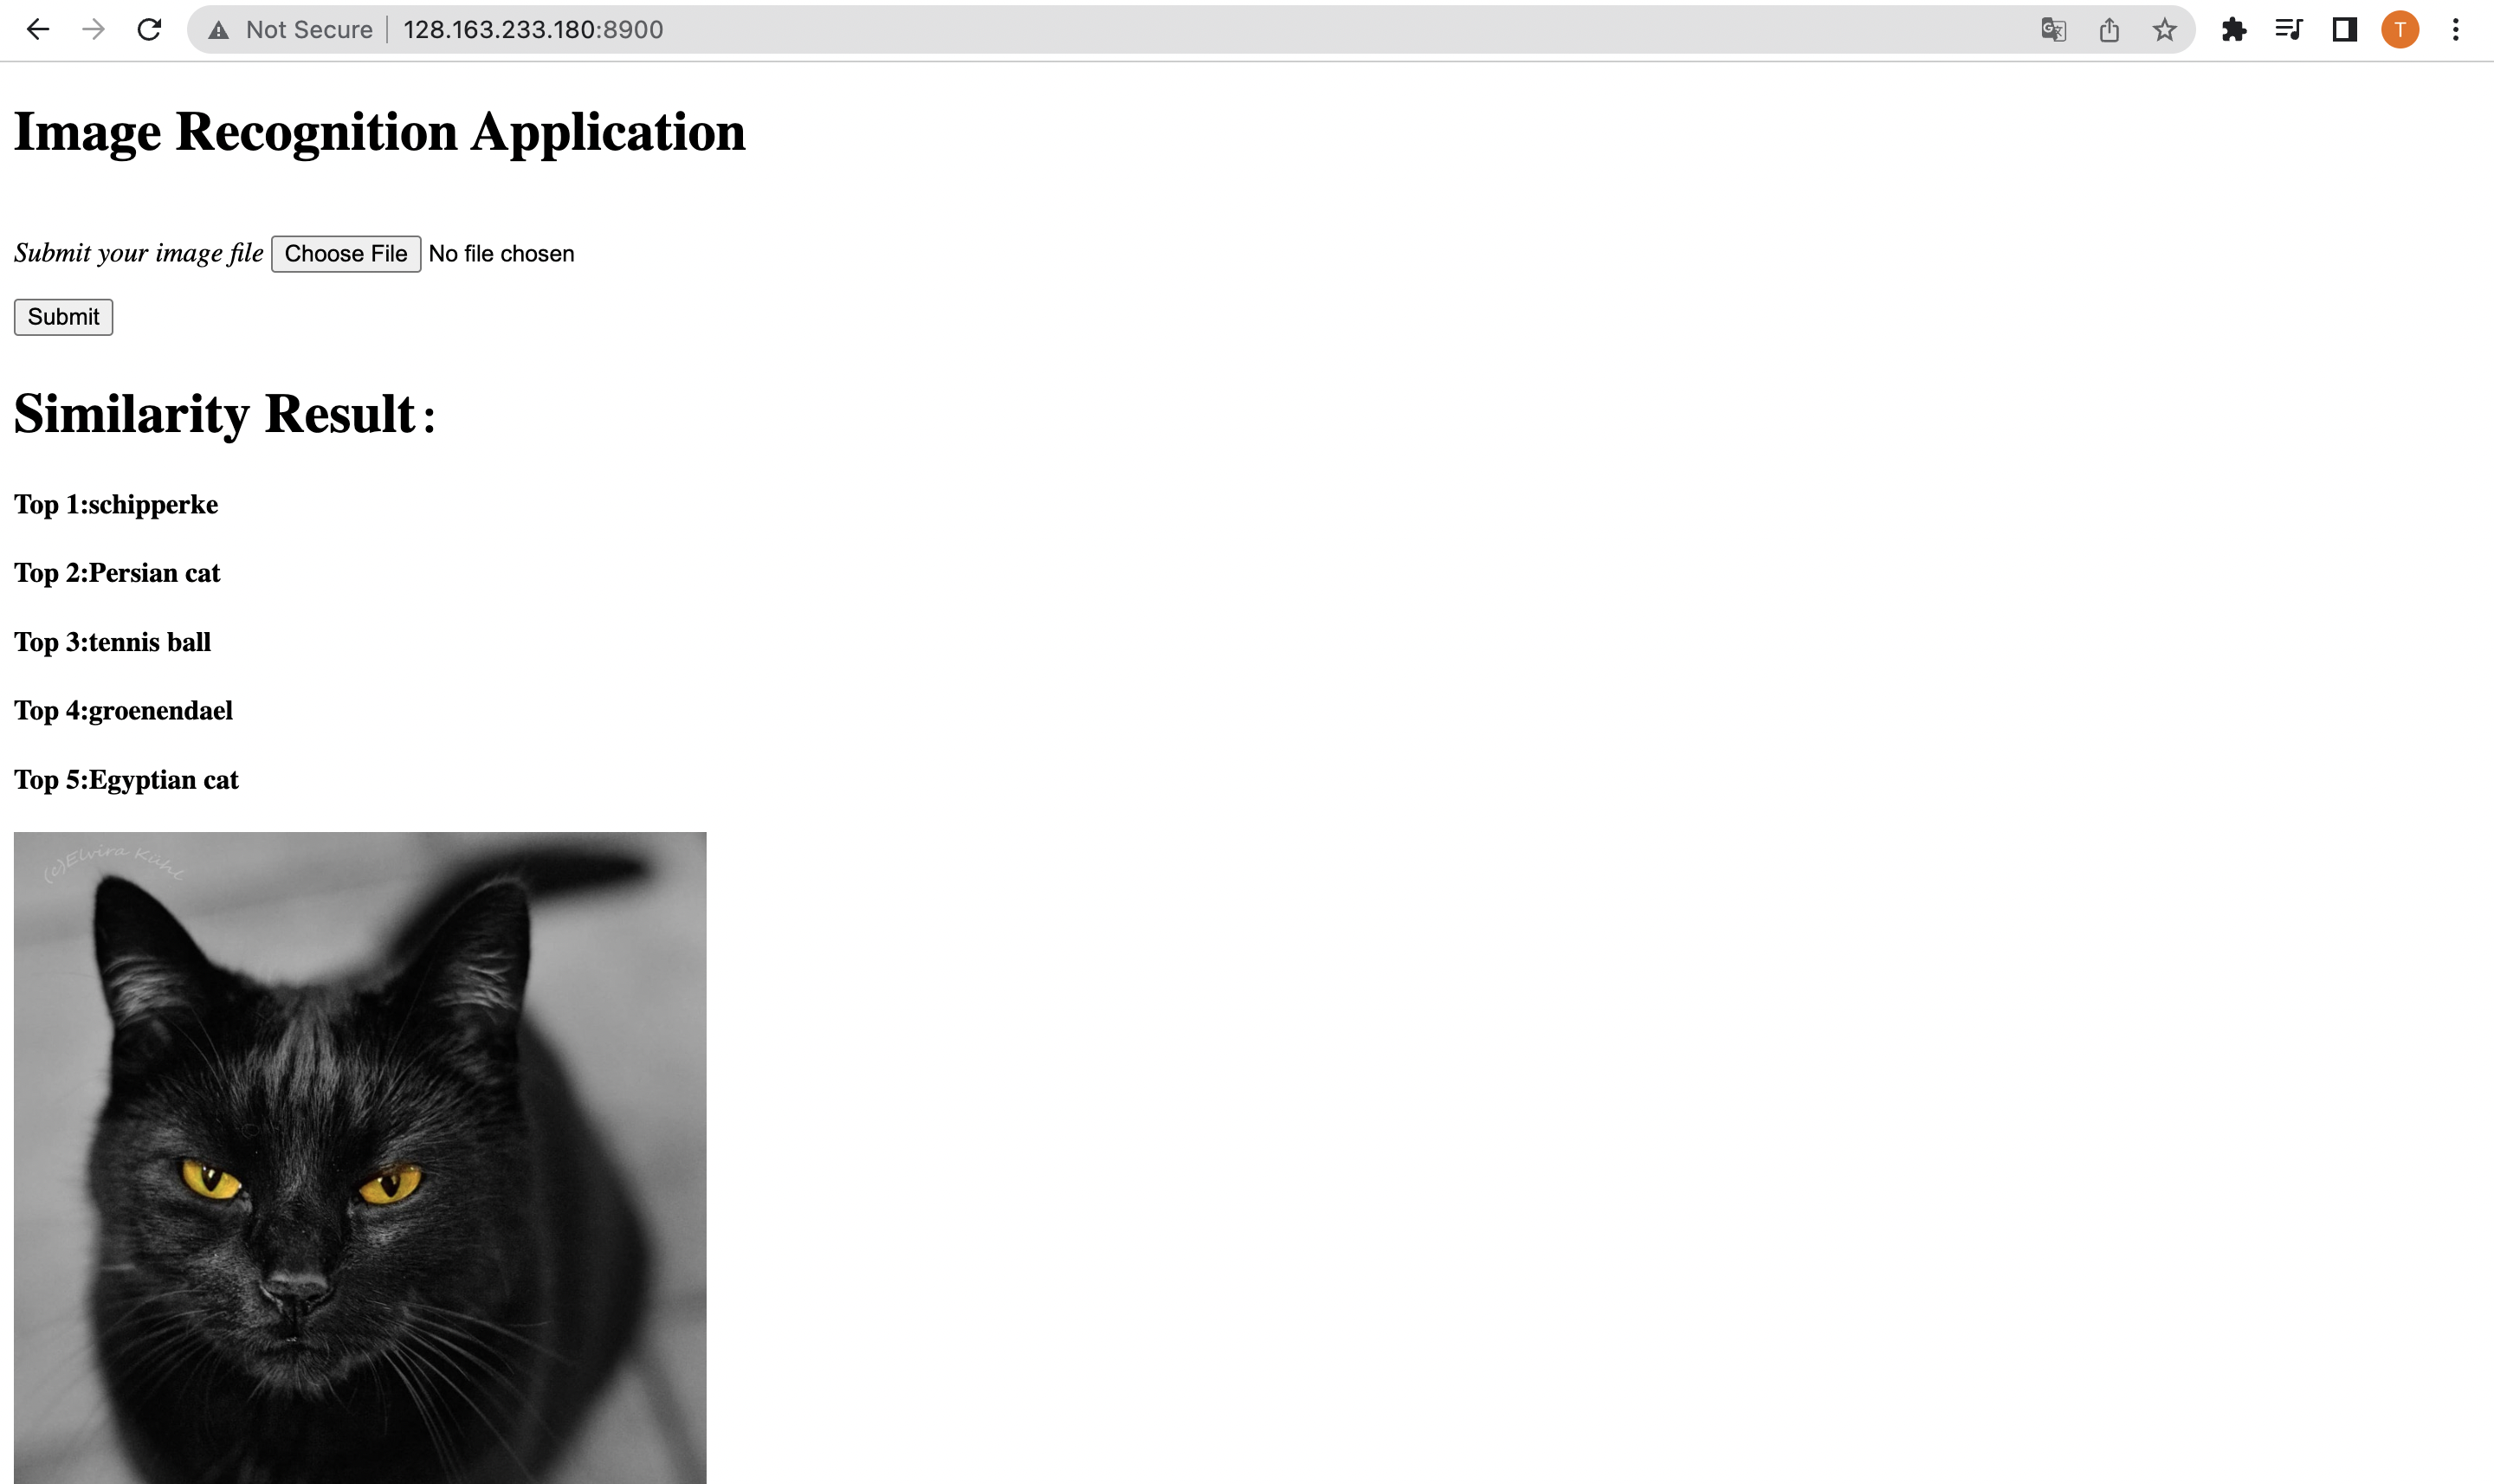 Not Secure 128.163.233.180:8900
T
Image Recognition Application
Submit your image file Choose File No file chosen
Submit
Similarity Result:
Top 1:schipperke
Top 2:Persian cat
Top 3:tennis ball
Top 4:groenendael
Top 5:Egyptian cat
(c)Elvira Kühl